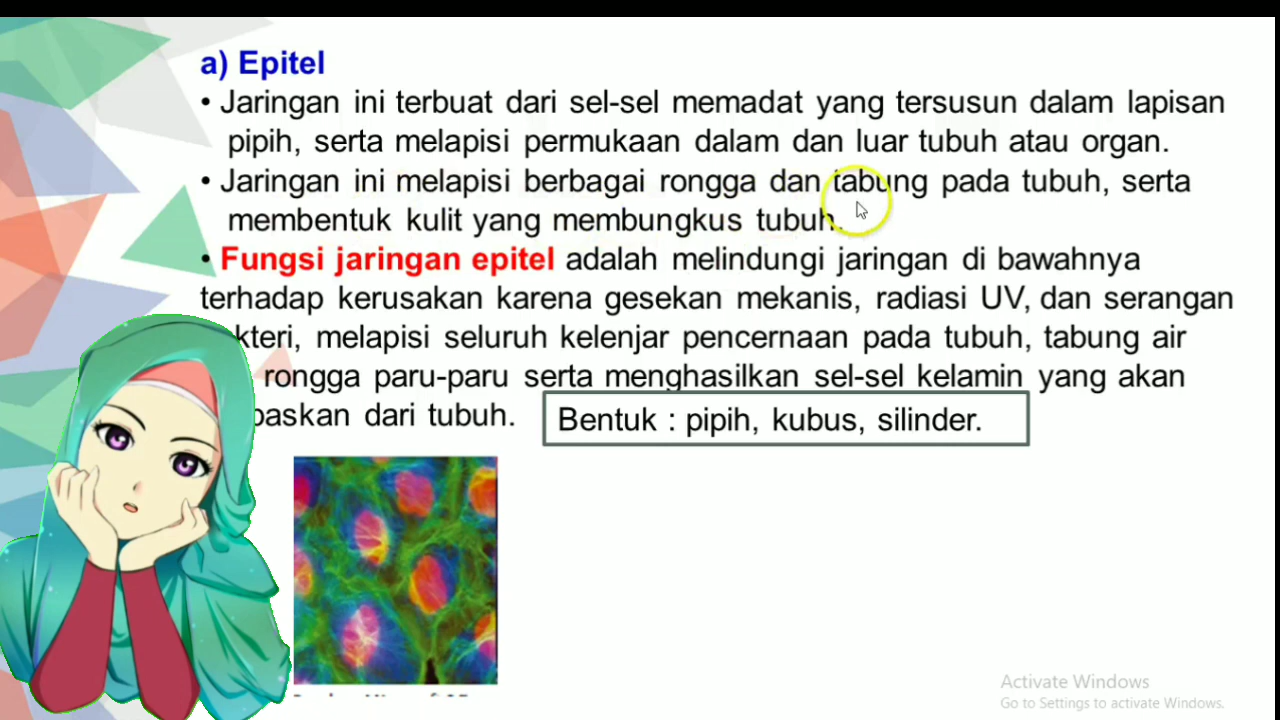 a) Epitel
• Jaringan ini terbuat dari sel-sel memadat yang tersusun dalam lapisan
pipih, serta melapisi permukaan dalam dan luar tubuh atau organ.
• Jaringan ini melapisi berbagai rongga dan tabung pada tubuh, serta
membentuk kulit yang membungkus tubuh.
• Fungsi jaringan epitel adalah melindungi jaringan di bawahnya
terhadap kerusakan karena gesekan mekanis, radiasi UV, dan serangan
kteri, melapisi seluruh kelenjar pencernaan pada tubuh, tabung air
rongga paru-paru serta menghasilkan sel-sel kelamin yang akan
paskan dari tubuh.
Bentuk : pipih, kubus, silinder.
Activate Windows
Go to Settings to activate Windows.